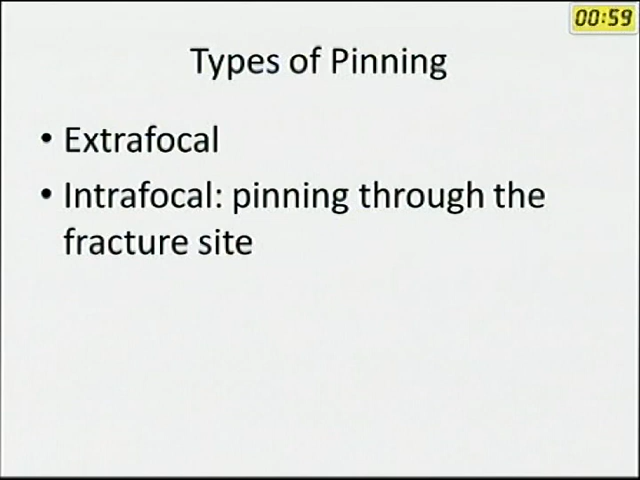 00:59
Types of Pinning
• Extrafocal
• Intrafocal: pinning through the
fracture site